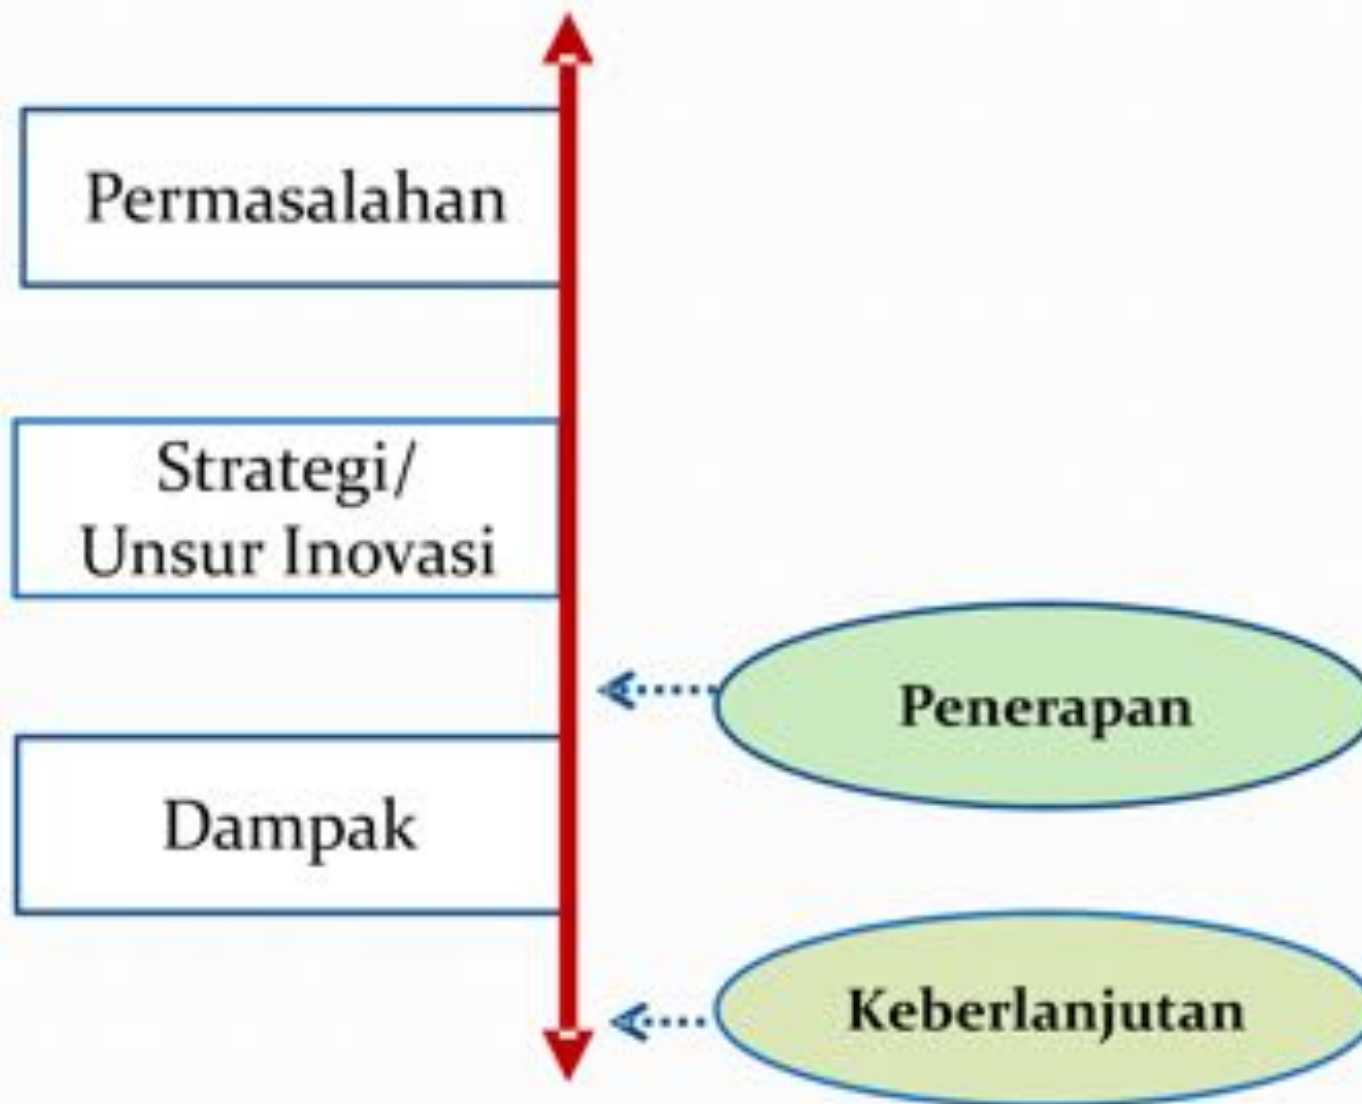 Permasalahan
Strategi/
Unsur Inovasi
Penerapan
Dampak
Keberlanjutan